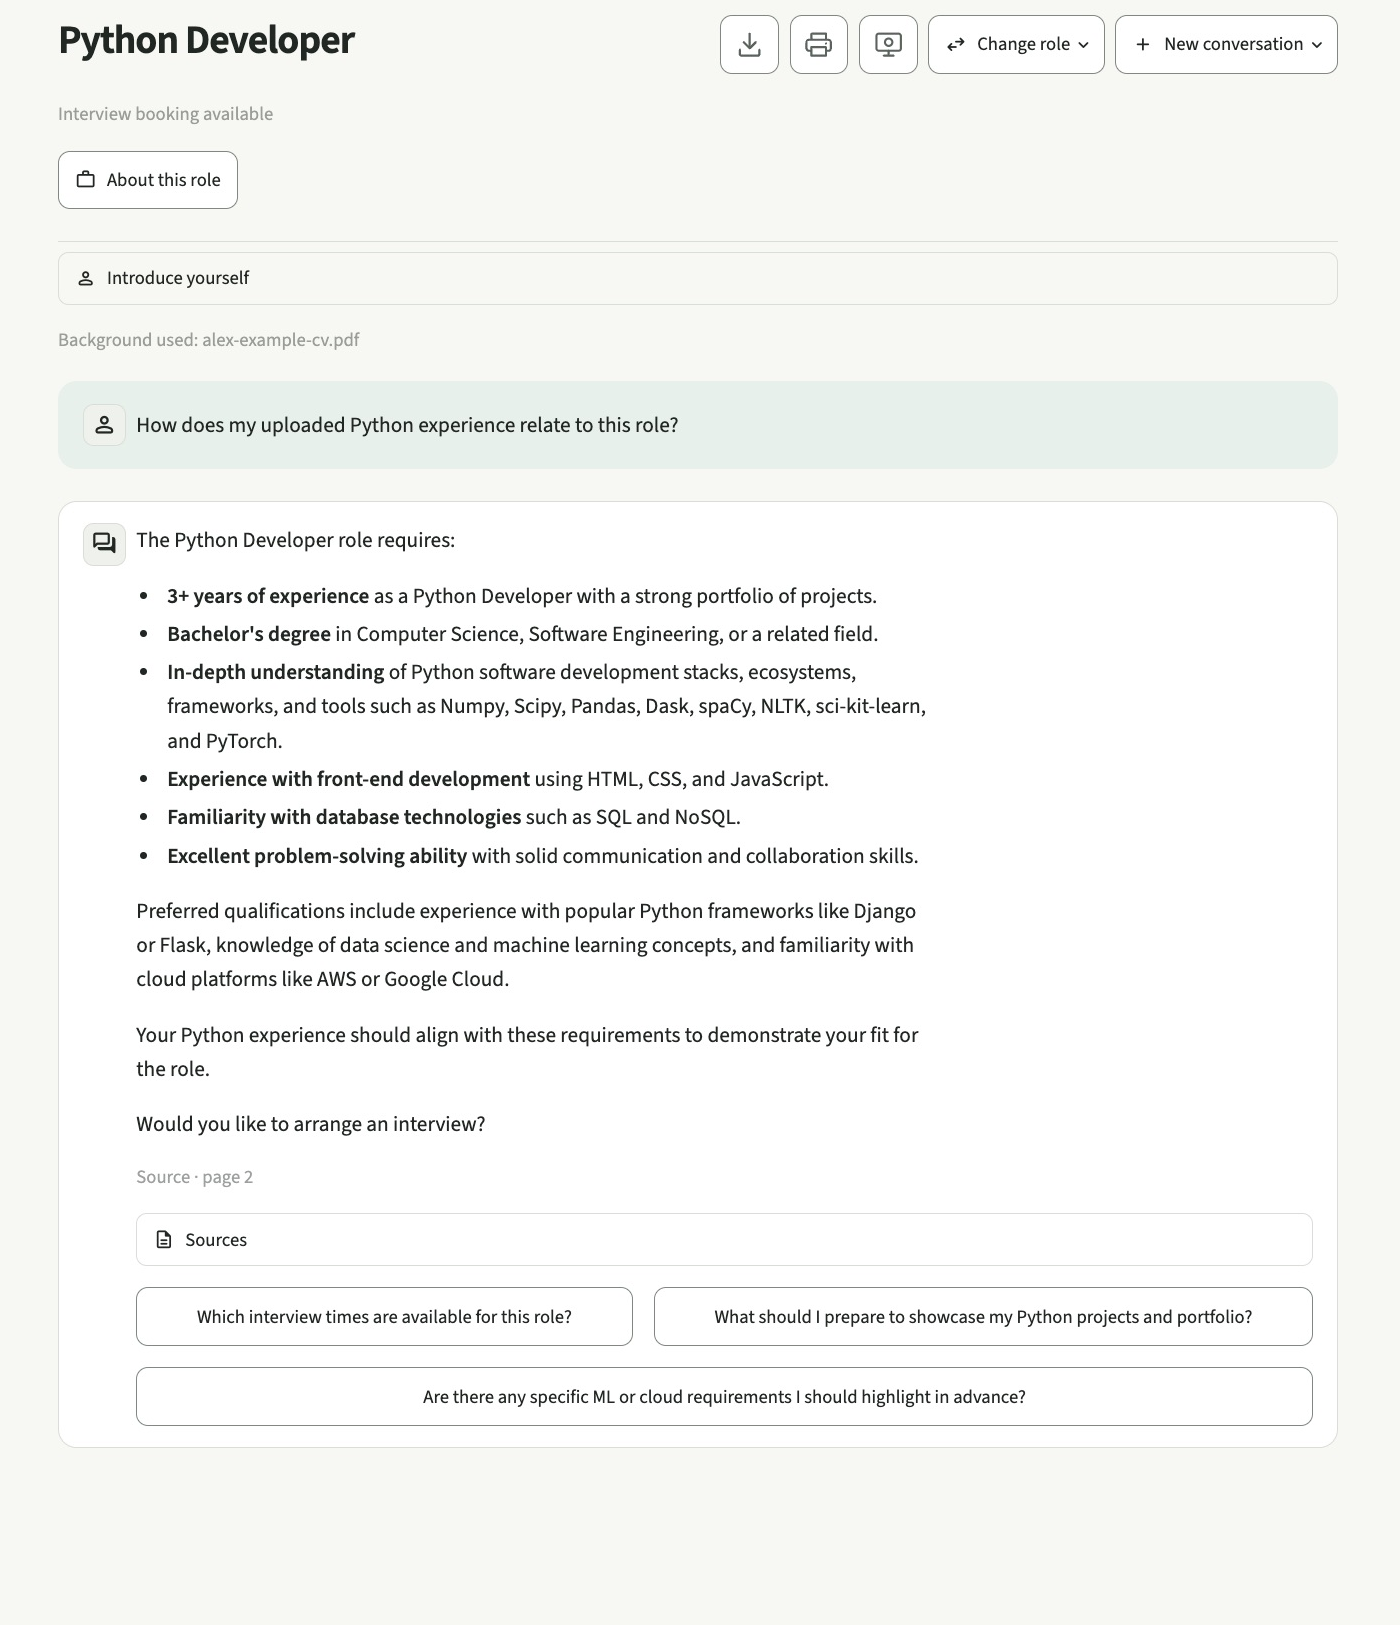 Python Developer
Change role
New conversation
Interview booking available
About this role
Introduce yourself
Background used: alex-example-cv.pdf
How does my uploaded Python experience relate to this role?
The Python Developer role requires:
• 3+ years of experience as a Python Developer with a strong portfolio of projects.
• Bachelor's degree in Computer Science, Software Engineering, or a related field.
• In-depth understanding of Python software development stacks, ecosystems,
frameworks, and tools such as Numpy, Scipy, Pandas, Dask, spaCy, NLTK, sci-kit-learn,
and PyTorch.
• Experience with front-end development using HTML, CSS, and JavaScript.
• Familiarity with database technologies such as SQL and NoSQL.
• Excellent problem-solving ability with solid communication and collaboration skills.
Preferred qualifications include experience with popular Python frameworks like Django
or Flask, knowledge of data science and machine learning concepts, and familiarity with
cloud platforms like AWS or Google Cloud.
Your Python experience should align with these requirements to demonstrate your fit for
the role.
Would you like to arrange an interview?
Source · page 2
Sources
Which interview times are available for this role?
What should I prepare to showcase my Python projects and portfolio?
Are there any specific ML or cloud requirements I should highlight in advance?